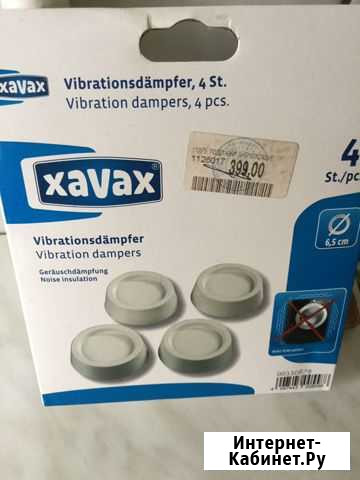 xavax
Vibrationsdämpfer, 4 St.
Vibration dampers, 4 pcs.
1126017
399,00
xavax®
4
St./pc
Ø
6,5 cm
Vibrationsdämpfer
Vibration dampers
Geräuschdämpfung
Noise insulation
Интернет-
Кабинет.Ру